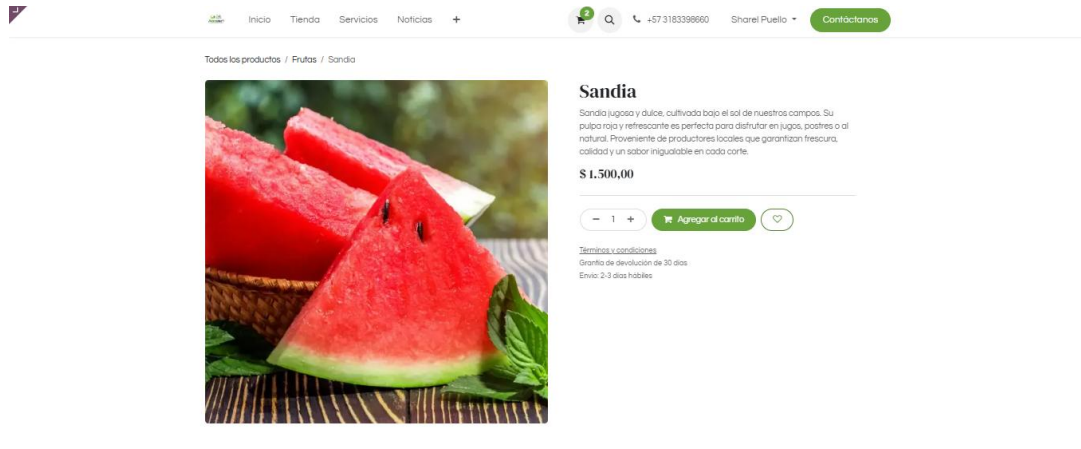 Inicio Tienda Servicios Noticias + 2 +57 3183398660 Sharel Puello Contáctanos
Todos los productos / Frutas / Sandia
Sandia
Sandia jugosa y dulce, cultivada bajo el sol de nuestros campos. Su
pulpa roja y refrescante es perfecta para disfrutar en jugos, postres o al
natural. Proveniente de productores locales que garantizan frescura,
calidad y un sabor inigualable en cada corte.
$ 1.500,00
− 1 + Agregar al carrito
Términos y condiciones
Grantía de devolución de 30 días
Envío: 2-3 días hábiles